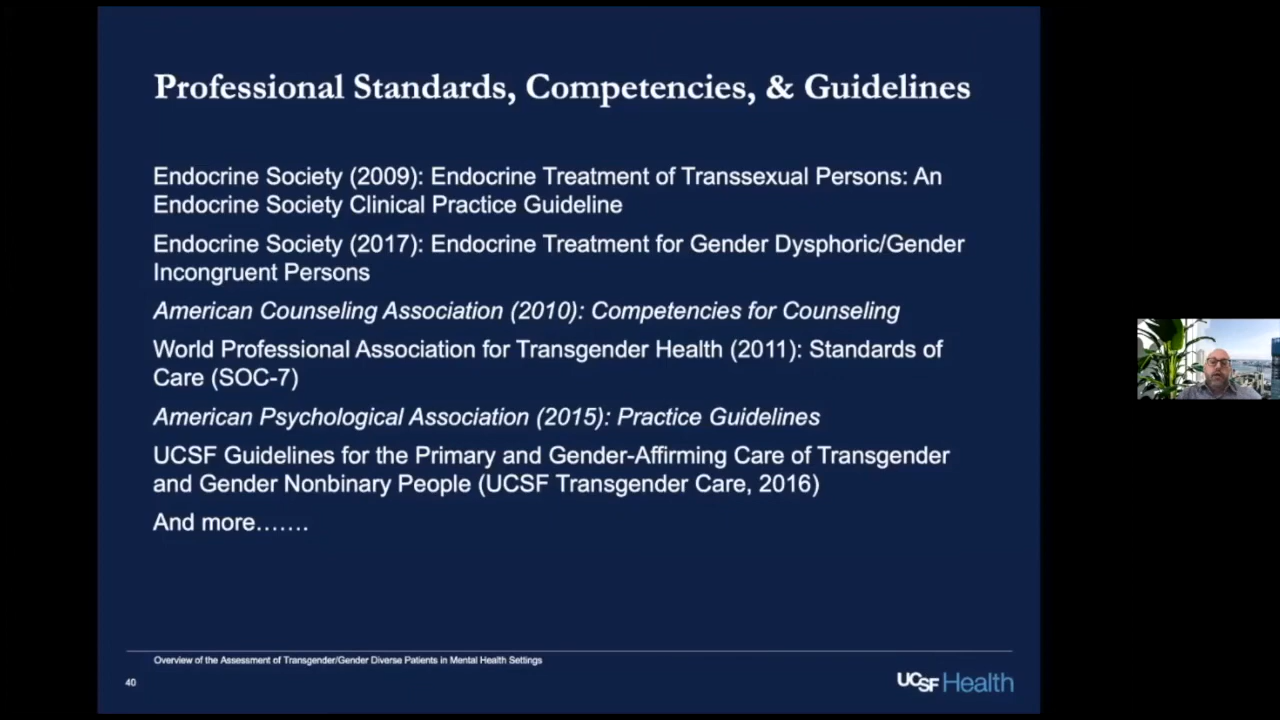 Professional Standards, Competencies, & Guidelines
Endocrine Society (2009): Endocrine Treatment of Transsexual Persons: An
Endocrine Society Clinical Practice Guideline
Endocrine Society (2017): Endocrine Treatment for Gender Dysphoric/Gender
Incongruent Persons
American Counseling Association (2010): Competencies for Counseling
World Professional Association for Transgender Health (2011): Standards of
Care (SOC-7)
American Psychological Association (2015): Practice Guidelines
UCSF Guidelines for the Primary and Gender-Affirming Care of Transgender
and Gender Nonbinary People (UCSF Transgender Care, 2016)
And more…….
Overview of the Assessment of Transgender/Gender Diverse Patients in Mental Health Settings
40
UCSF Health